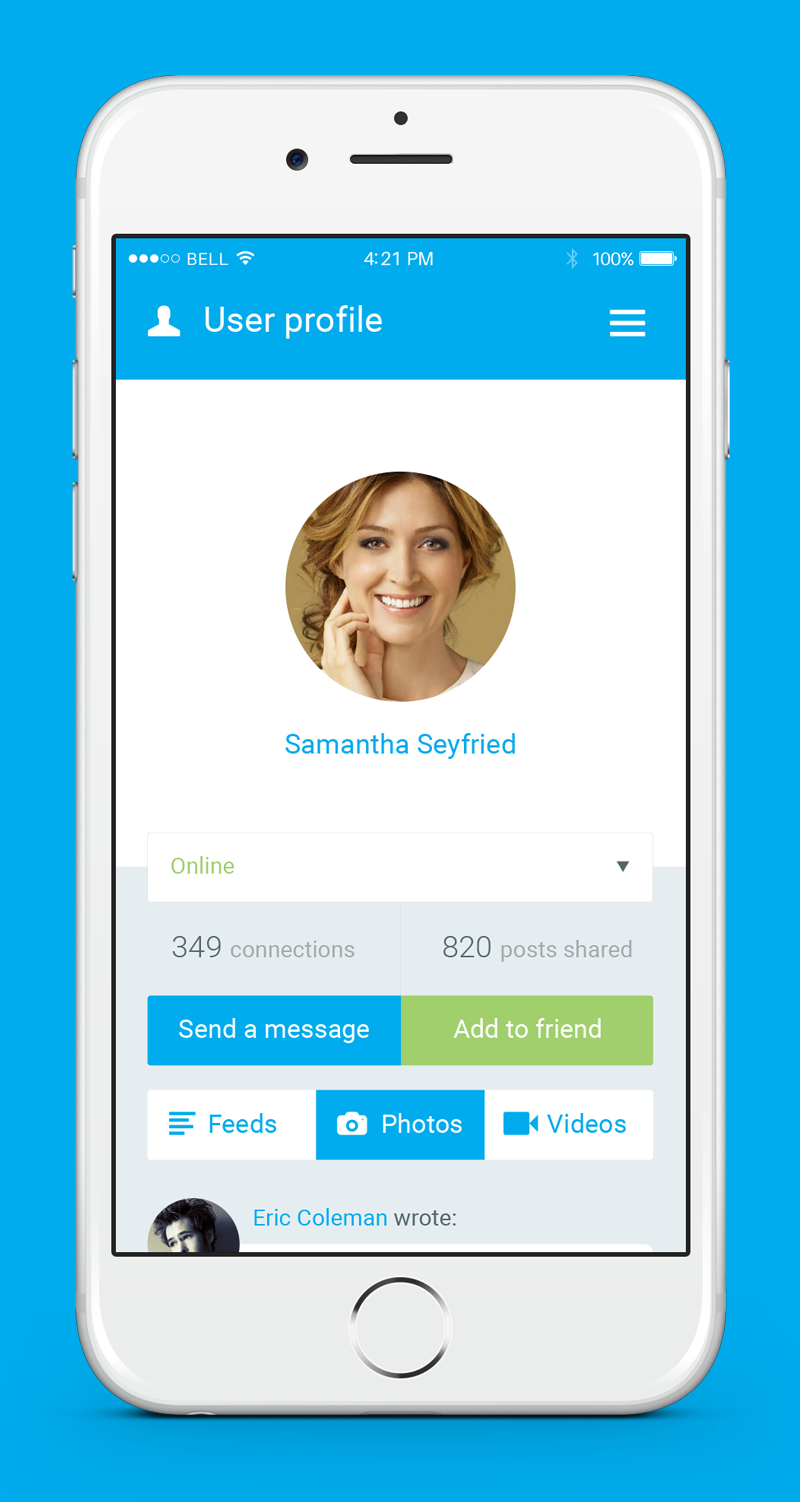 BELL 4:21 PM 100%
User profile
Samantha Seyfried
Online
349 connections 820 posts shared
Send a message Add to friend
Feeds Photos Videos
Eric Coleman wrote: